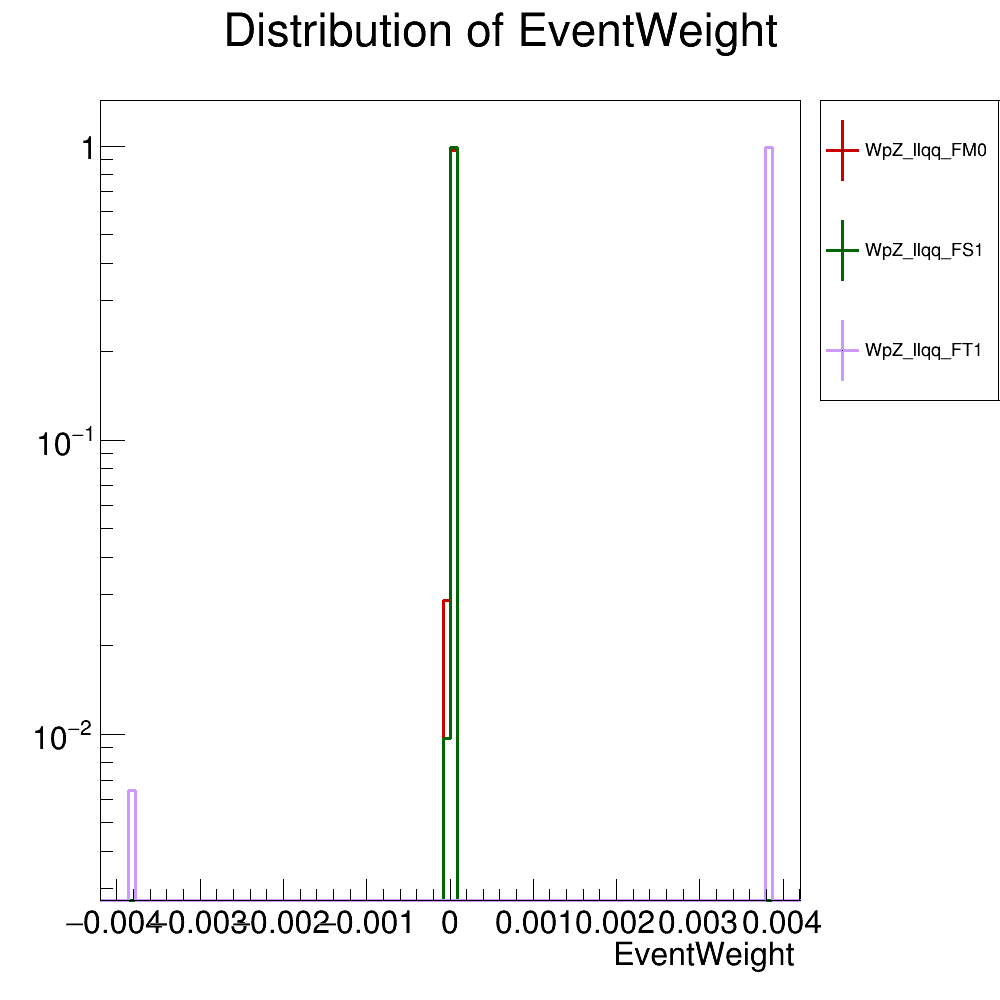 Distribution of EventWeight
1
10−1
10−2
−0.004
−0.003
−0.002
−0.001
0
0.001
0.002
0.003
0.004
EventWeight
WpZ_llqq_FM0
WpZ_llqq_FS1
WpZ_llqq_FT1